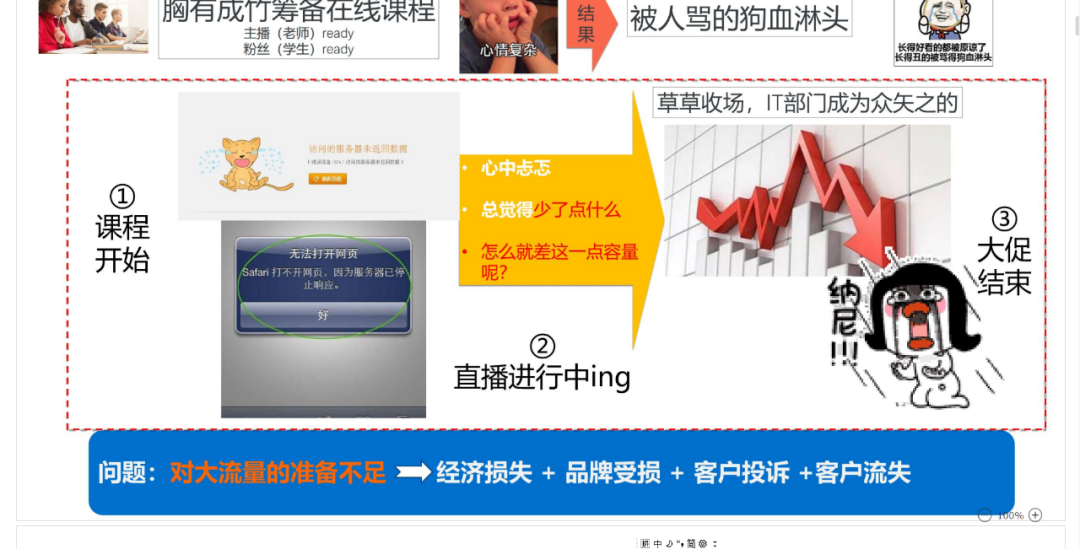 胸有成竹筹备在线课程
主播（老师）ready
粉丝（学生）ready
心情复杂
结果
被人骂的狗血淋头
长得好看的都被原谅了
长得丑的被骂得狗血淋头
①
课程
开始
访问的服务器未返回数据
无法打开网页
Safari 打不开网页，因为服务器已停
止响应。
好
• 心中忐忑
• 总觉得少了点什么
• 怎么就差这一点容量
呢？
②
直播进行中ing
草草收场，IT部门成为众矢之的
纳尼!!!
③
大促
结束
问题：对大流量的准备不足 经济损失 + 品牌受损 + 客户投诉 +客户流失
100%
中 简